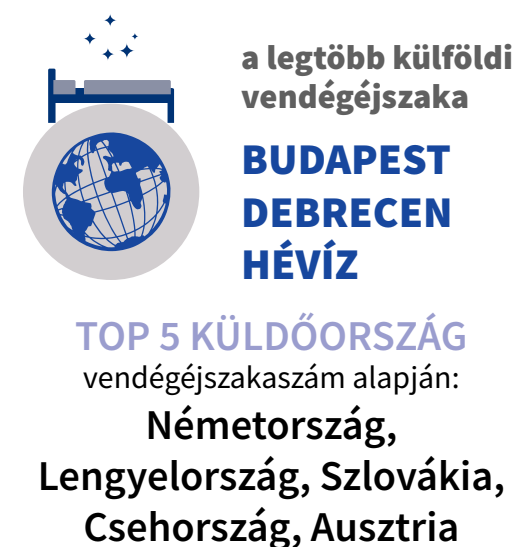 a legtöbb külföldi
vendégéjszaka
BUDAPEST
DEBRECEN
HÉVÍZ
TOP 5 KÜLDŐORSZÁG
vendégéjszakaszám alapján:
Németország,
Lengyelország, Szlovákia,
Csehország, Ausztria